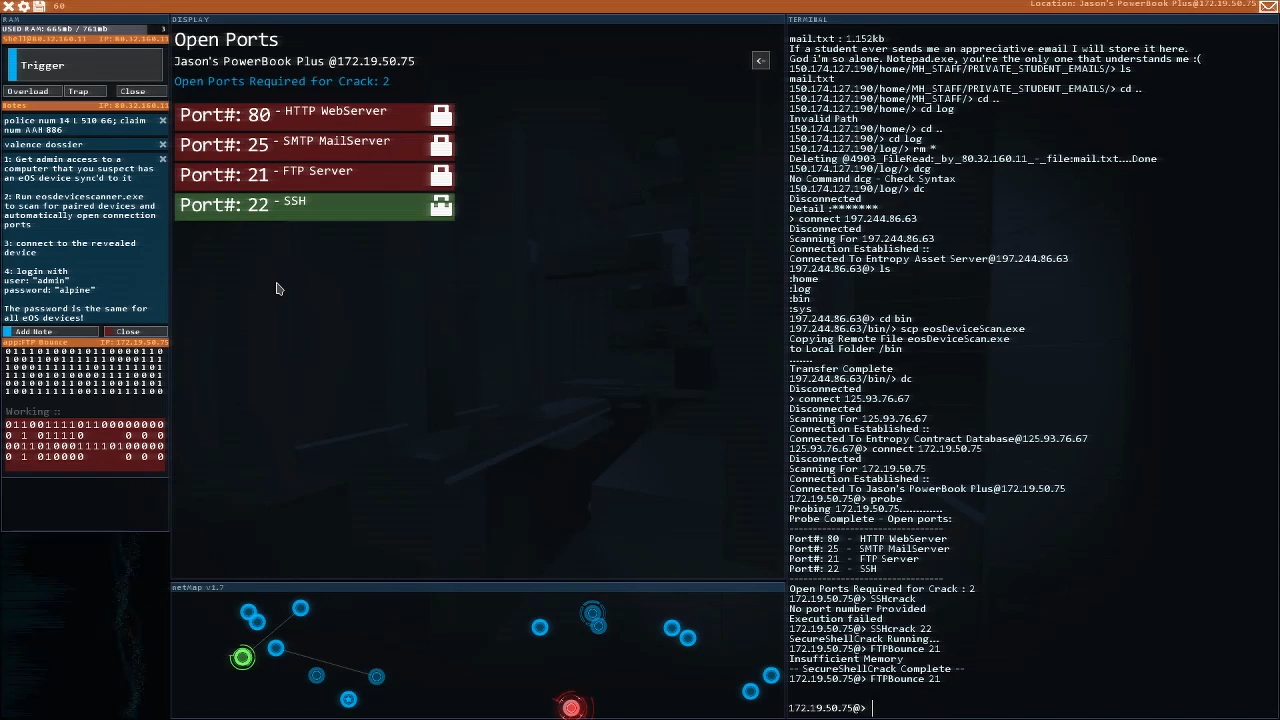 60
Location: Jason's PowerBook Plus@172.19.50.75
RAM
USED RAM: 665mb / 761mb
3
Shell@80.32.160.11 IP: 80.32.160.11
Trigger
Overload
Trap
Close
Notes IP: 80.32.160.11
police num 14 L 510 66; claim
num AAH 886
valence dossier
1: Get admin access to a
computer that you suspect has
an eOS device sync'd to it
2: Run eosdevicescanner.exe
to scan for paired devices and
automatically open connection
ports
3: connect to the revealed
device
4: login with
user: "admin"
password: "alpine"
The password is the same for
all eOS devices!
Add Note
Close
app:FTP Bounce IP: 172.19.50.75
Working ::
DISPLAY
Open Ports
Jason's PowerBook Plus @172.19.50.75
<-
Open Ports Required for Crack: 2
Port#: 80 - HTTP WebServer
Port#: 25 - SMTP MailServer
Port#: 21 - FTP Server
Port#: 22 - SSH
netMap v1.7
TERMINAL
mail.txt : 1.152kb
If a student ever sends me an appreciative email I will store it here.
God i'm so alone. Notepad.exe, you're the only one that understands me :(
150.174.127.190/home/MH_STAFF/PRIVATE_STUDENT_EMAILS/> ls
mail.txt
150.174.127.190/home/MH_STAFF/PRIVATE_STUDENT_EMAILS/> cd ..
150.174.127.190/home/MH_STAFF/> cd ..
150.174.127.190/home/> cd log
Invalid Path
150.174.127.190/home/> cd ..
150.174.127.190/> cd log
150.174.127.190/log/> rm *
Deleting @4903_FileRead:_by_80.32.160.11_-_file:mail.txt....Done
150.174.127.190/log/> dcg
No Command dcg - Check Syntax
150.174.127.190/log/> dc
Disconnected
Detail :*******
> connect 197.244.86.63
Disconnected
Scanning For 197.244.86.63
Connection Established ::
Connected To Entropy Asset Server@197.244.86.63
197.244.86.63@> ls
:home
:log
:bin
:sys
197.244.86.63@> cd bin
197.244.86.63/bin/> scp eosDeviceScan.exe
Copying Remote File eosDeviceScan.exe
to Local Folder /bin
.......
Transfer Complete
197.244.86.63/bin/> dc
Disconnected
> connect 125.93.76.67
Disconnected
Scanning For 125.93.76.67
Connection Established ::
Connected To Entropy Contract Database@125.93.76.67
125.93.76.67@> connect 172.19.50.75
Disconnected
Scanning For 172.19.50.75
Connection Established ::
Connected To Jason's PowerBook Plus@172.19.50.75
172.19.50.75@> probe
Probing 172.19.50.75.............
Probe Complete - Open ports:
---------------------------------
Port#: 80 - HTTP WebServer
Port#: 25 - SMTP MailServer
Port#: 21 - FTP Server
Port#: 22 - SSH
---------------------------------
Open Ports Required for Crack : 2
172.19.50.75@> SSHcrack
No port number Provided
Execution failed
172.19.50.75@> SSHcrack 22
SecureShellCrack Running...
172.19.50.75@> FTPBounce 21
Insufficient Memory
-- SecureShellCrack Complete --
172.19.50.75@> FTPBounce 21
172.19.50.75@>